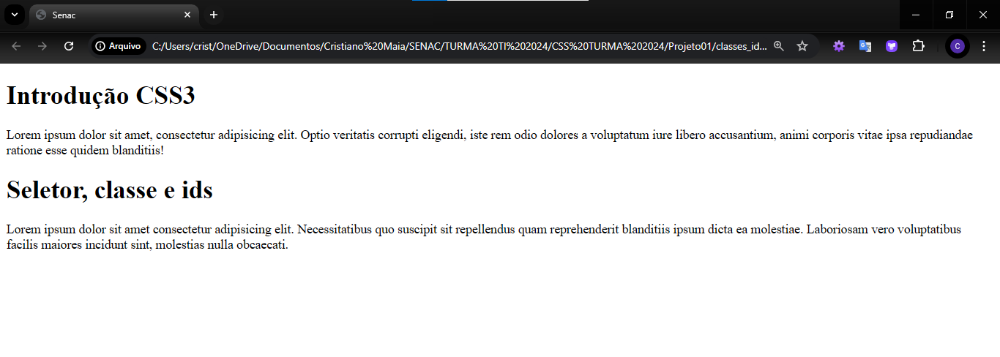 Senac
Arquivo
C:/Users/crist/OneDrive/Documentos/Cristiano%20Maia/SENAC/TURMA%20TI%202024/CSS%20TURMA%202024/Projeto01/classes_id...
C
Introdução CSS3
Lorem ipsum dolor sit amet, consectetur adipisicing elit. Optio veritatis corrupti eligendi, iste rem odio dolores a voluptatum iure libero accusantium, animi corporis vitae ipsa repudiandae
ratione esse quidem blanditiis!
Seletor, classe e ids
Lorem ipsum dolor sit amet consectetur adipisicing elit. Necessitatibus quo suscipit sit repellendus quam reprehenderit blanditiis ipsum dicta ea molestiae. Laboriosam vero voluptatibus
facilis maiores incidunt sint, molestias nulla obcaecati.